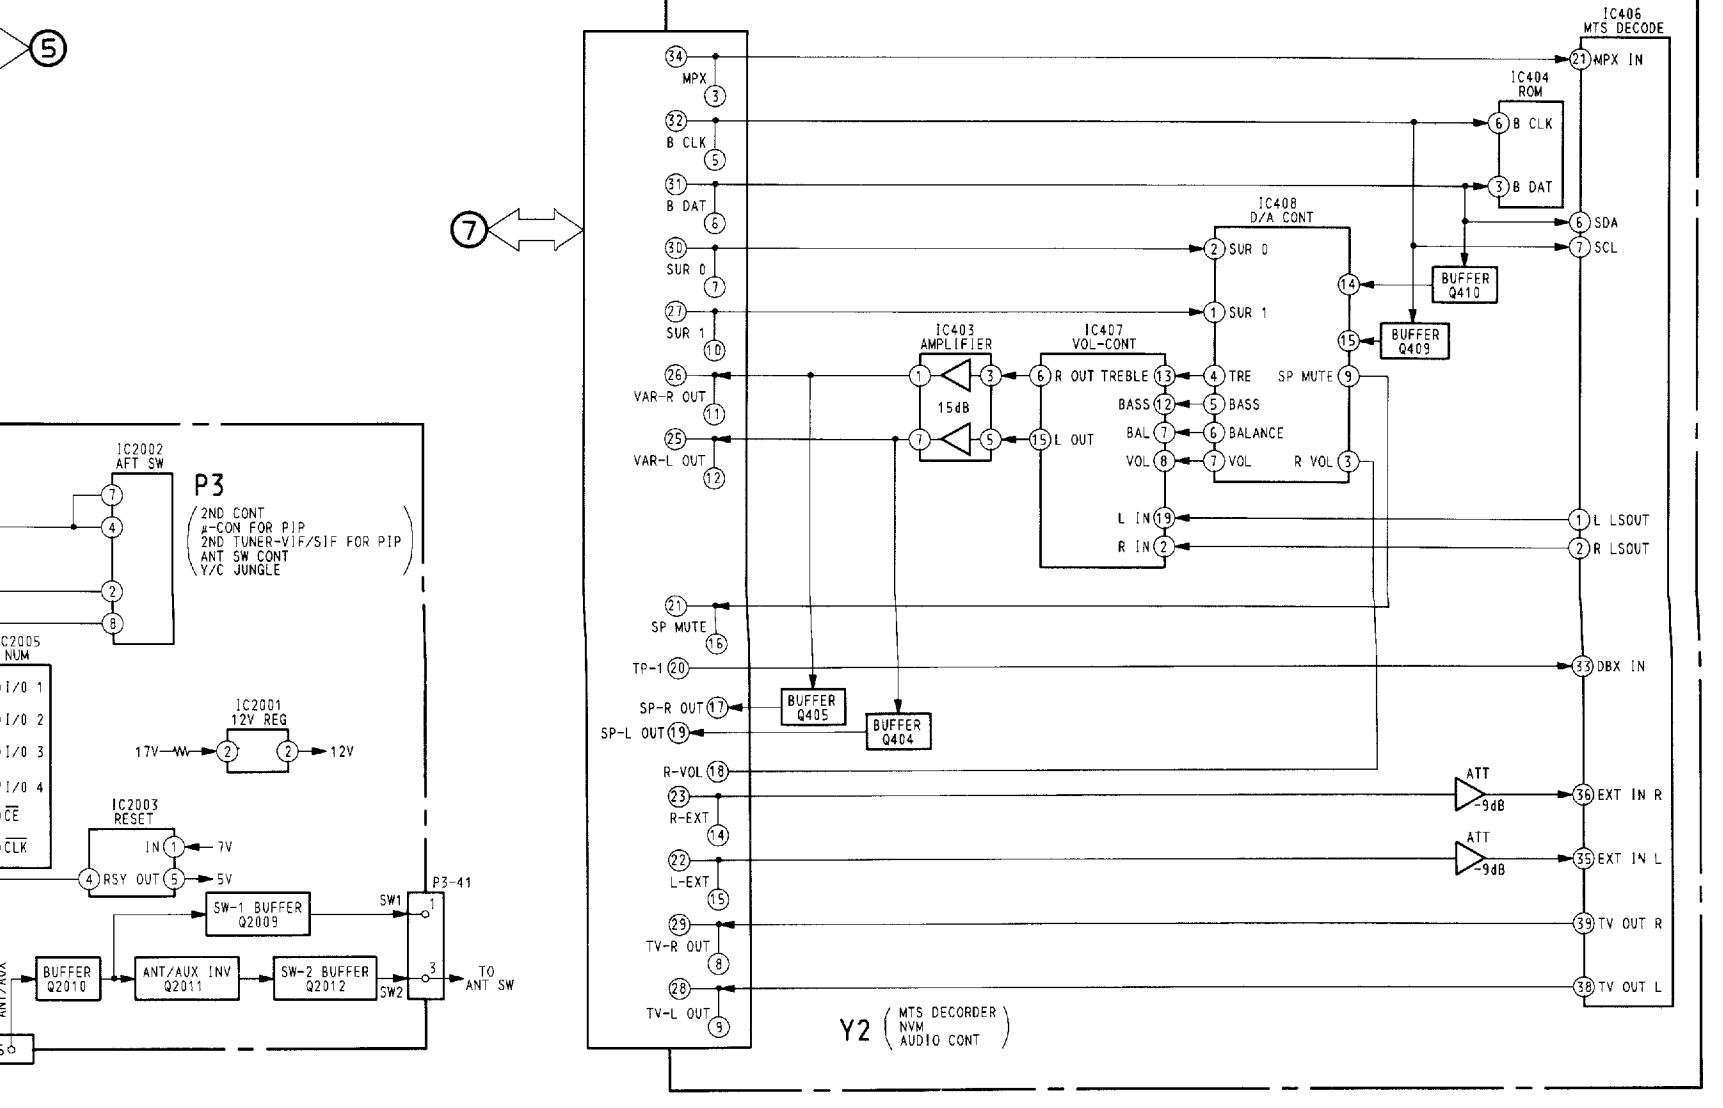 5
7
34
MPX
3
32
B CLK
5
31
B DAT
6
30
SUR 0
7
27
SUR 1
10
26
VAR-R OUT
11
25
VAR-L OUT
12
21
SP MUTE
16
TP-1 20
SP-R OUT 17
SP-L OUT 19
R-VOL 18
23
R-EXT
14
22
L-EXT
15
29
TV-R OUT
8
28
TV-L OUT
9
IC403
AMPLIFIER
1 3
15dB
7 5
IC407
VOL-CONT
6 R OUT TREBLE 13
BASS 12
15 L OUT BAL 7
VOL 8
L IN 19
R IN 2
IC408
D/A CONT
2 SUR 0
14
1 SUR 1
15
4 TRE SP MUTE 9
5 BASS
6 BALANCE
7 VOL R VOL 3
BUFFER
Q410
BUFFER
Q409
BUFFER
Q405
BUFFER
Q404
IC404
ROM
6 B CLK
3 B DAT
IC406
MTS DECODE
21 MPX IN
6 SDA
7 SCL
1 L LSOUT
2 R LSOUT
33 DBX IN
ATT
-9dB
36 EXT IN R
ATT
-9dB
35 EXT IN L
39 TV OUT R
38 TV OUT L
Y2
MTS DECORDER
NVM
AUDIO CONT
IC2002
AFT SW
7
4
2
8
P3
2ND CONT
μ-CON FOR PIP
2ND TUNER-VIF/SIF FOR PIP
ANT SW CONT
Y/C JUNGLE
C2005
NUM
I/O 1
I/O 2
I/O 3
I/O 4
CE
CLK
IC2001
12V REG
17V 2 2 12V
IC2003
RESET
IN 1 7V
4 RSY OUT 5 5V
SW-1 BUFFER
Q2009
SW1
P3-41
1
BUFFER
Q2010
ANT/AUX INV
Q2011
SW-2 BUFFER
Q2012
SW2
3
TO
ANT SW
ANT/AUX